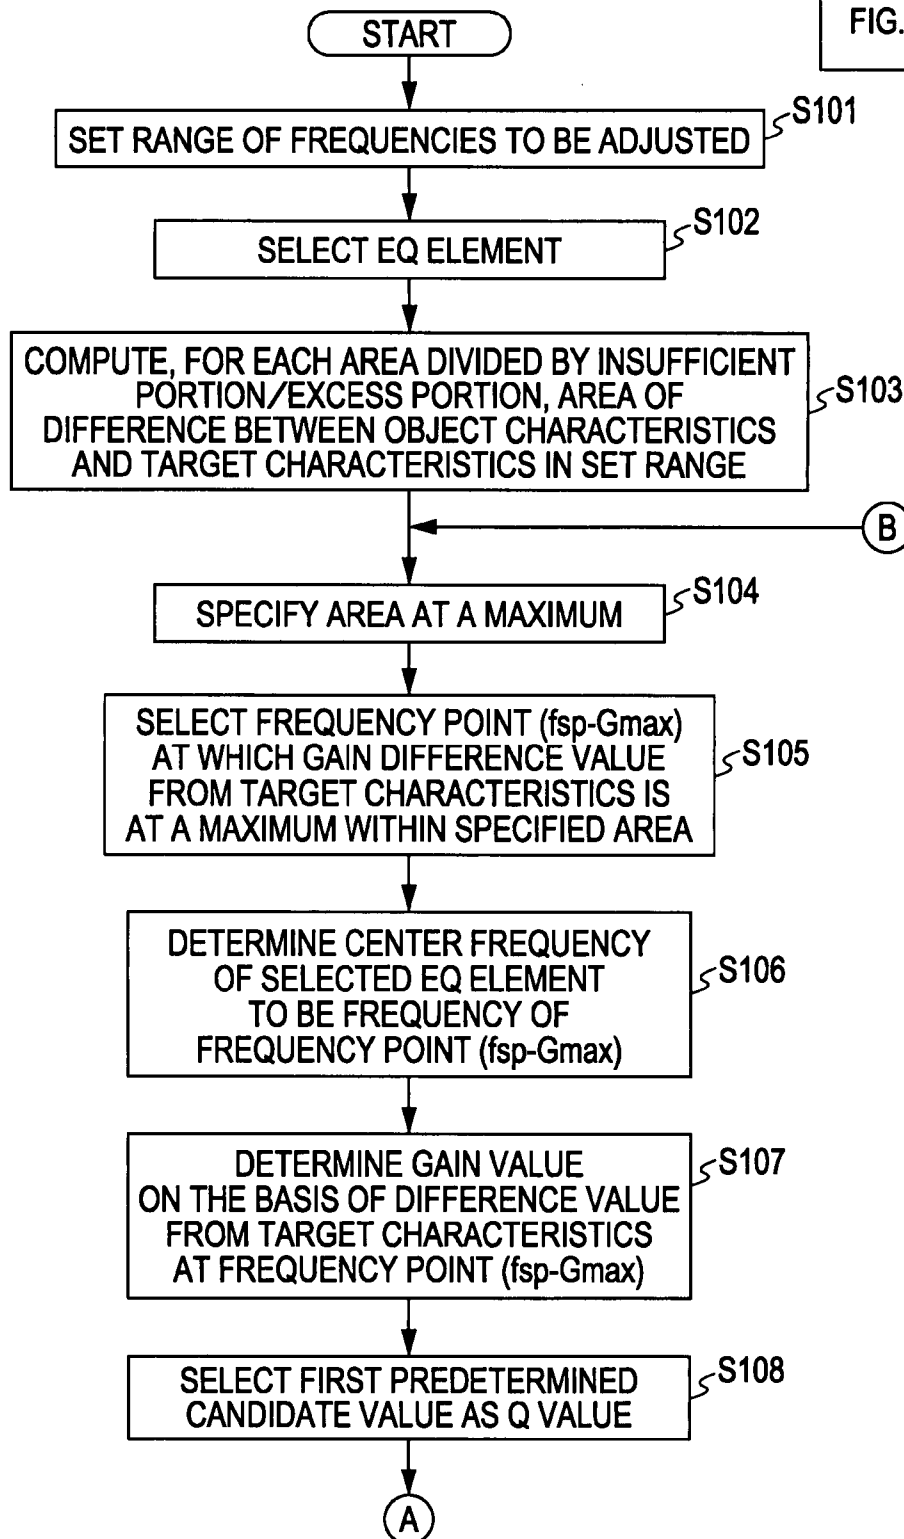 FIG.
START
S101
SET RANGE OF FREQUENCIES TO BE ADJUSTED
S102
SELECT EQ ELEMENT
S103
COMPUTE, FOR EACH AREA DIVIDED BY INSUFFICIENT
PORTION/EXCESS PORTION, AREA OF
DIFFERENCE BETWEEN OBJECT CHARACTERISTICS
AND TARGET CHARACTERISTICS IN SET RANGE
B
S104
SPECIFY AREA AT A MAXIMUM
S105
SELECT FREQUENCY POINT (fsp-Gmax)
AT WHICH GAIN DIFFERENCE VALUE
FROM TARGET CHARACTERISTICS IS
AT A MAXIMUM WITHIN SPECIFIED AREA
S106
DETERMINE CENTER FREQUENCY
OF SELECTED EQ ELEMENT
TO BE FREQUENCY OF
FREQUENCY POINT (fsp-Gmax)
S107
DETERMINE GAIN VALUE
ON THE BASIS OF DIFFERENCE VALUE
FROM TARGET CHARACTERISTICS
AT FREQUENCY POINT (fsp-Gmax)
S108
SELECT FIRST PREDETERMINED
CANDIDATE VALUE AS Q VALUE
A